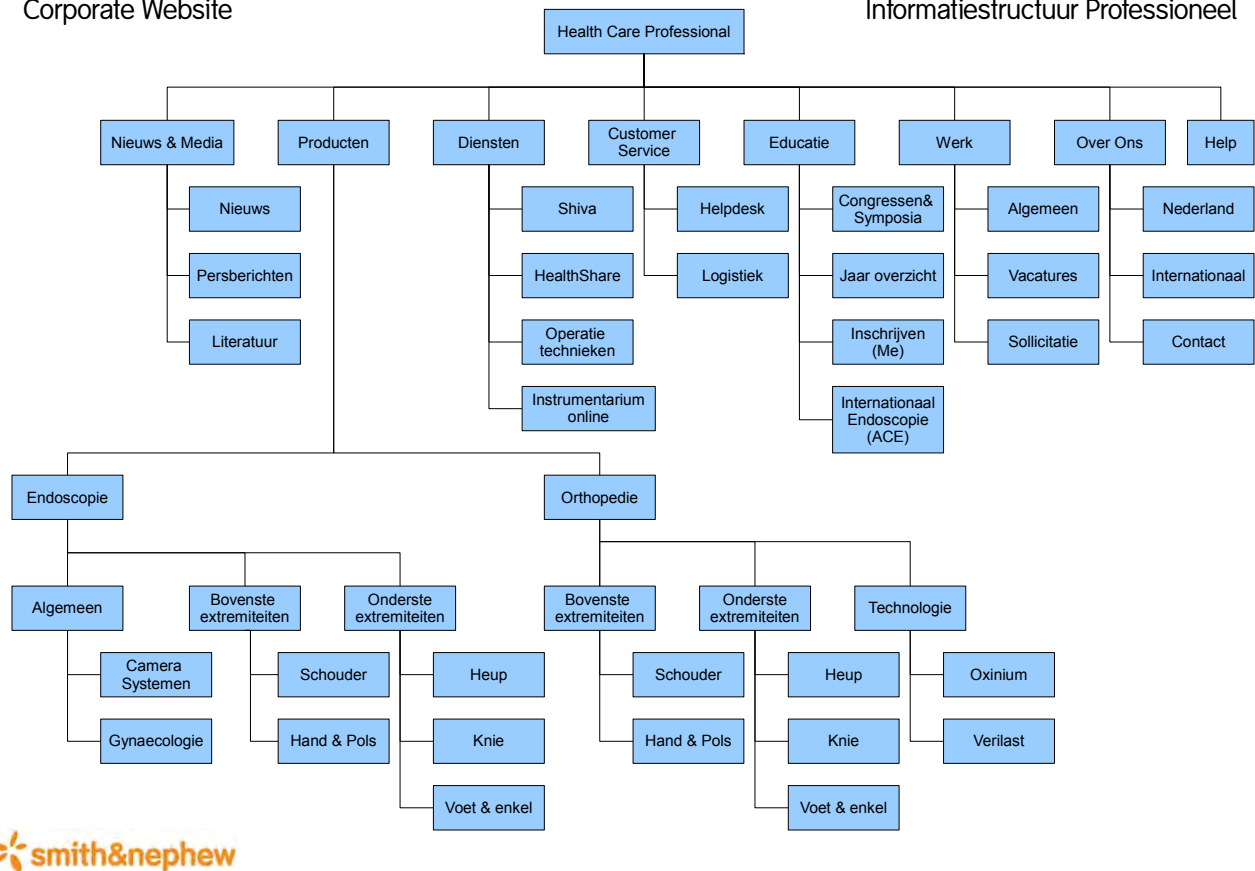 Corporate Website
Informatiestructuur Professioneel
Health Care Professional
Nieuws & Media
Producten
Diensten
Customer
Service
Educatie
Werk
Over Ons
Help
Nieuws
Shiva
Helpdesk
Congressen&
Symposia
Algemeen
Nederland
Persberichten
HealthShare
Logistiek
Jaar overzicht
Vacatures
Internationaal
Literatuur
Operatie
technieken
Inschrijven
(Me)
Sollicitatie
Contact
Instrumentarium
online
Internationaal
Endoscopie
(ACE)
Endoscopie
Orthopedie
Algemeen
Bovenste
extremiteiten
Onderste
extremiteiten
Bovenste
extremiteiten
Onderste
extremiteiten
Technologie
Camera
Systemen
Schouder
Heup
Schouder
Heup
Oxinium
Gynaecologie
Hand & Pols
Knie
Hand & Pols
Knie
Verilast
Voet & enkel
Voet & enkel
smith&nephew